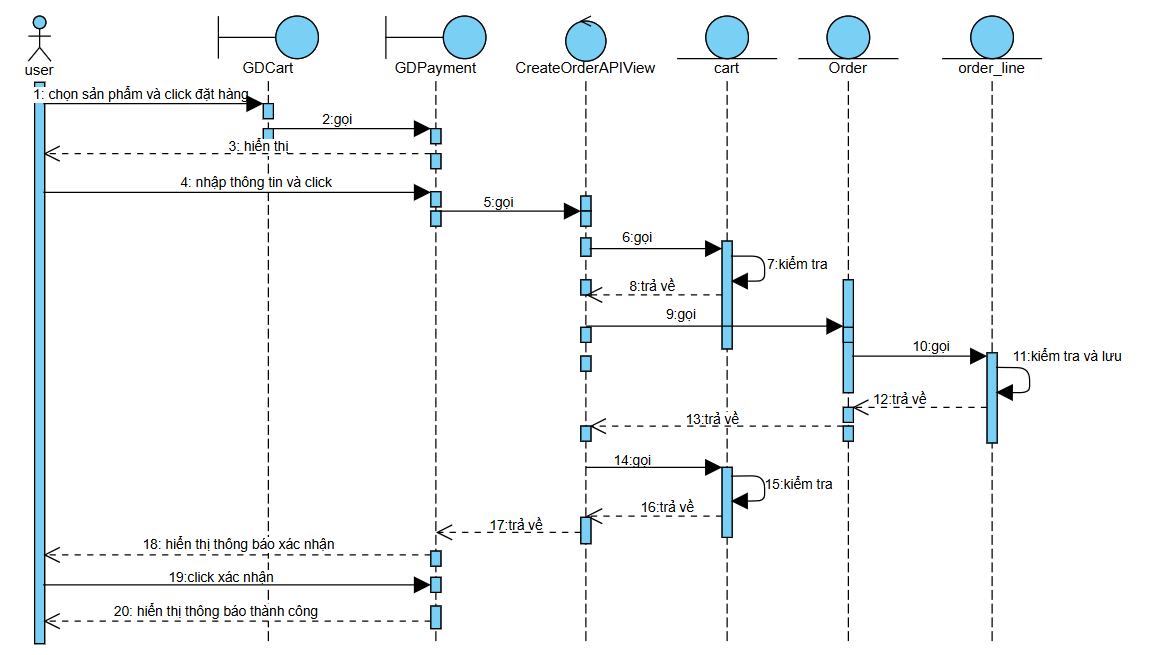 user
GDCart
GDPayment
CreateOrderAPIView
cart
Order
order_line
1: chọn sản phẩm và click đặt hàng
2:gọi
3: hiển thị
4: nhập thông tin và click
5:gọi
6:gọi
7:kiểm tra
8:trả về
9:gọi
10:gọi
11:kiểm tra và lưu
12:trả về
13:trả về
14:gọi
15:kiểm tra
16:trả về
17:trả về
18: hiển thị thông báo xác nhận
19:click xác nhận
20: hiển thị thông báo thành công